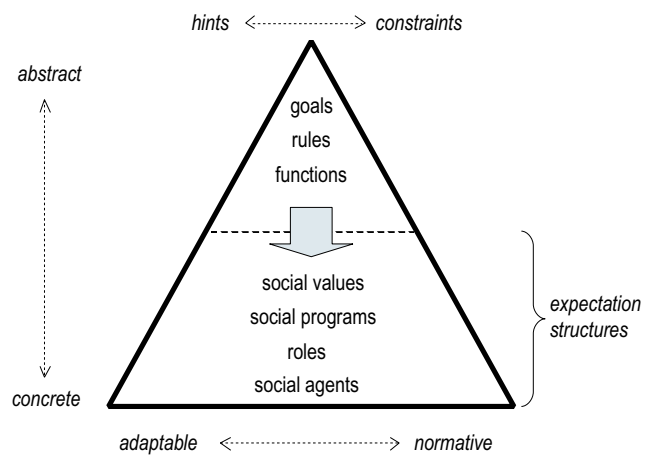 hints constraints
abstract
goals
rules
functions
social values
social programs
roles
social agents
expectation
structures
concrete
adaptable normative